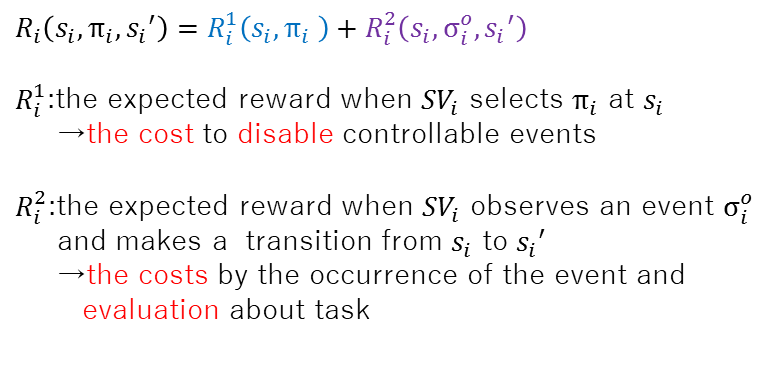 Rᵢ(sᵢ, πᵢ, sᵢ′) = Rᵢ¹(sᵢ, πᵢ ) + Rᵢ²(sᵢ, σᵢᵒ, sᵢ′)
Rᵢ¹:the expected reward when SVᵢ selects πᵢ at sᵢ
→the cost to disable controllable events
Rᵢ²:the expected reward when SVᵢ observes an event σᵢᵒ
and makes a transition from sᵢ to sᵢ′
→the costs by the occurrence of the event and
evaluation about task